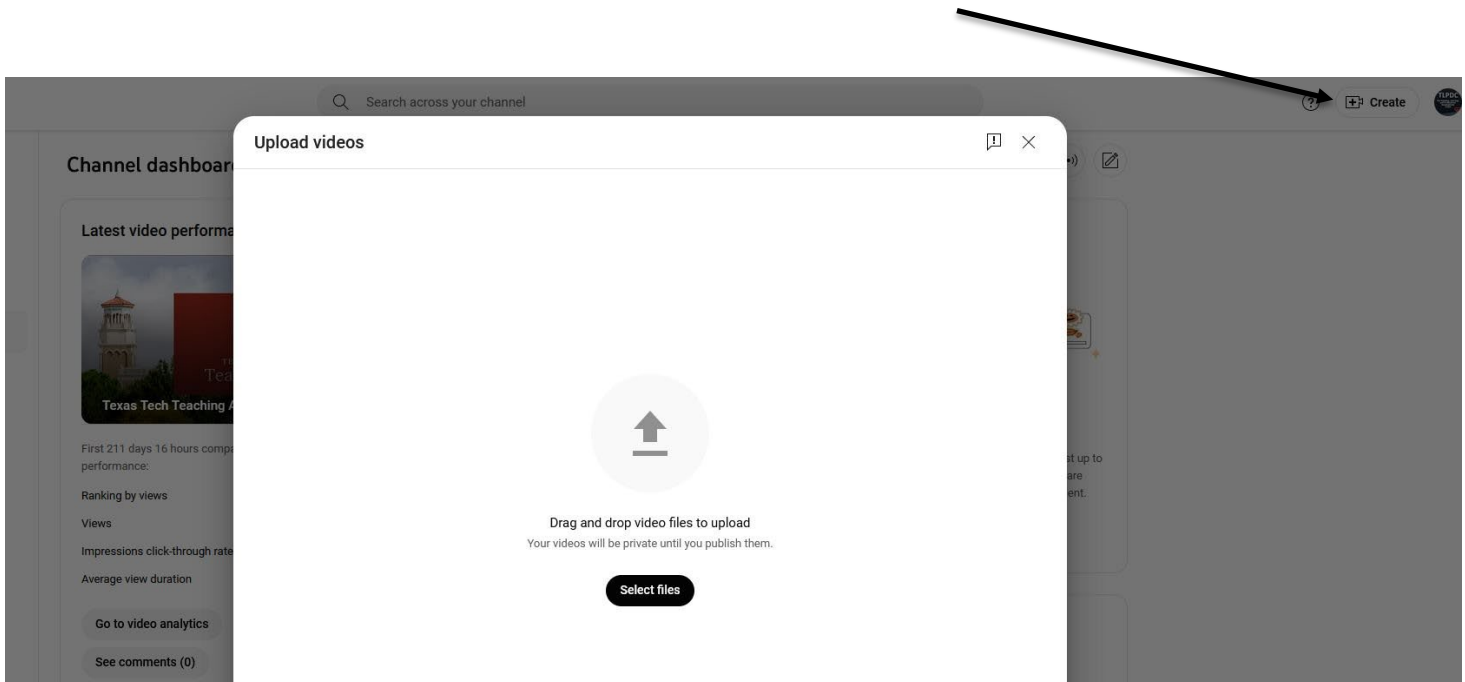 Search across your channel
Create
TLPDC
Upload videos
Channel dashboar
Latest video performa
Tea
Texas Tech Teaching A
First 211 days 16 hours compa
performance:
Ranking by views
Views
Impressions click-through rate
Average view duration
Go to video analytics
See comments (0)
Drag and drop video files to upload
Your videos will be private until you publish them.
Select files
st up to
are
ent.